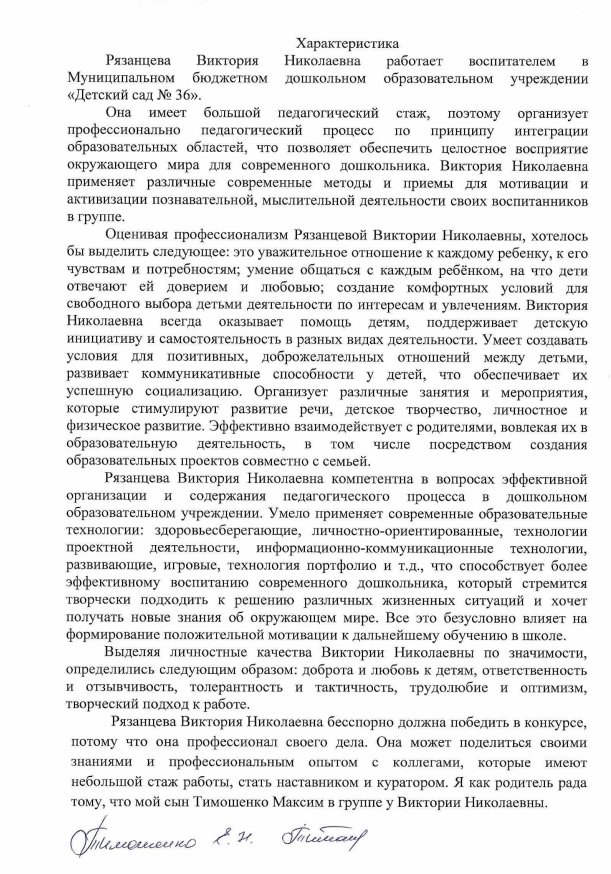 Характеристика
Рязанцева Виктория Николаевна работает воспитателем в
Муниципальном бюджетном дошкольном образовательном учреждении
«Детский сад № 36».
Она имеет большой педагогический стаж, поэтому организует
профессионально педагогический процесс по принципу интеграции
образовательных областей, что позволяет обеспечить целостное восприятие
окружающего мира для современного дошкольника. Виктория Николаевна
применяет различные современные методы и приемы для мотивации и
активизации познавательной, мыслительной деятельности своих воспитанников
в группе.
Оценивая профессионализм Рязанцевой Виктории Николаевны, хотелось
бы выделить следующее: это уважительное отношение к каждому ребенку, к его
чувствам и потребностям; умение общаться с каждым ребёнком, на что дети
отвечают ей доверием и любовью; создание комфортных условий для
свободного выбора детьми деятельности по интересам и увлечениям. Виктория
Николаевна всегда оказывает помощь детям, поддерживает детскую
инициативу и самостоятельность в разных видах деятельности. Умеет создавать
условия для позитивных, доброжелательных отношений между детьми,
развивает коммуникативные способности у детей, что обеспечивает их
успешную социализацию. Организует различные занятия и мероприятия,
которые стимулируют развитие речи, детское творчество, личностное и
физическое развитие. Эффективно взаимодействует с родителями, вовлекая их в
образовательную деятельность, в том числе посредством создания
образовательных проектов совместно с семьей.
Рязанцева Виктория Николаевна компетентна в вопросах эффективной
организации и содержания педагогического процесса в дошкольном
образовательном учреждении. Умело применяет современные образовательные
технологии: здоровьесберегающие, личностно-ориентированные, технологии
проектной деятельности, информационно-коммуникационные технологии,
развивающие, игровые, технология портфолио и т.д., что способствует более
эффективному воспитанию современного дошкольника, который стремится
творчески подходить к решению различных жизненных ситуаций и хочет
получать новые знания об окружающем мире. Все это безусловно влияет на
формирование положительной мотивации к дальнейшему обучению в школе.
Выделяя личностные качества Виктории Николаевны по значимости,
определились следующим образом: доброта и любовь к детям, ответственность
и отзывчивость, толерантность и тактичность, трудолюбие и оптимизм,
творческий подход к работе.
Рязанцева Виктория Николаевна бесспорно должна победить в конкурсе,
потому что она профессионал своего дела. Она может поделиться своими
знаниями и профессиональным опытом с коллегами, которые имеют
небольшой стаж работы, стать наставником и куратором. Я как родитель рада
тому, что мой сын Тимошенко Максим в группе у Виктории Николаевны.
Тимошенко Е.Н.